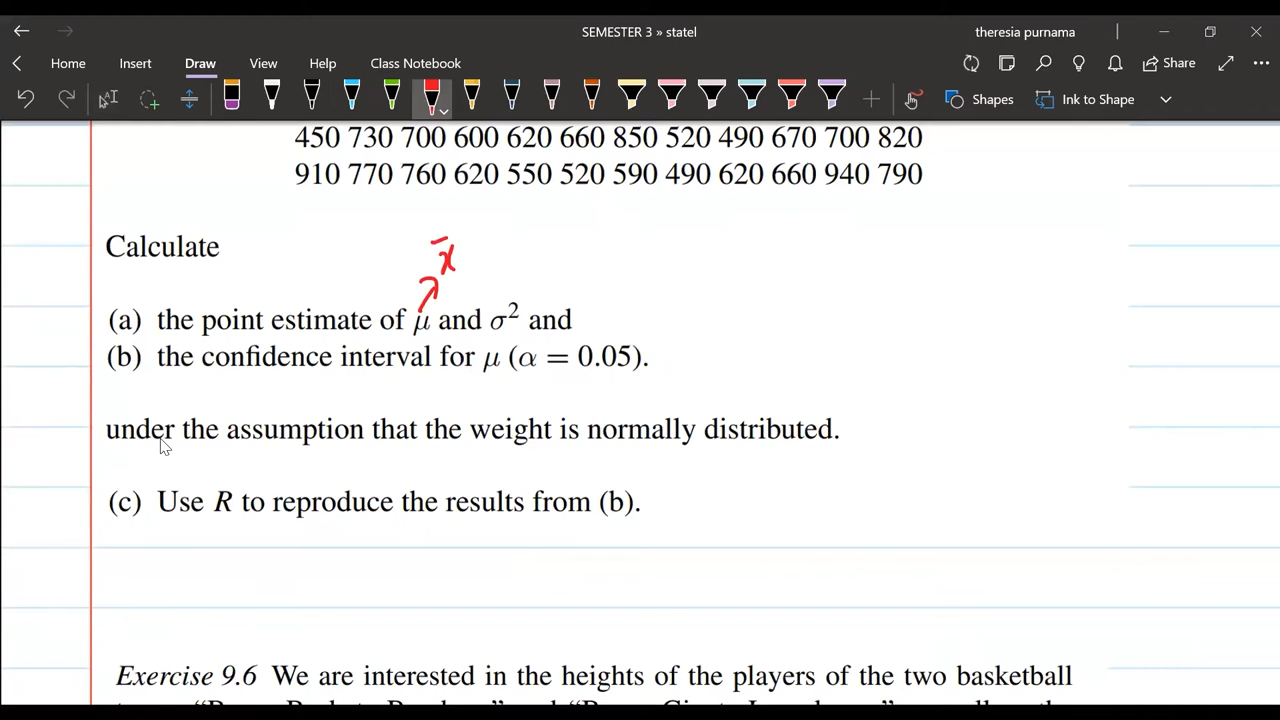 SEMESTER 3 » statel
theresia purnama
Home Insert Draw View Help Class Notebook
Share
Shapes
Ink to Shape
450 730 700 600 620 660 850 520 490 670 700 820
910 770 760 620 550 520 590 490 620 660 940 790
Calculate
x̄
(a) the point estimate of μ and σ² and
(b) the confidence interval for μ (α = 0.05).
under the assumption that the weight is normally distributed.
(c) Use R to reproduce the results from (b).
Exercise 9.6 We are interested in the heights of the players of the two basketball